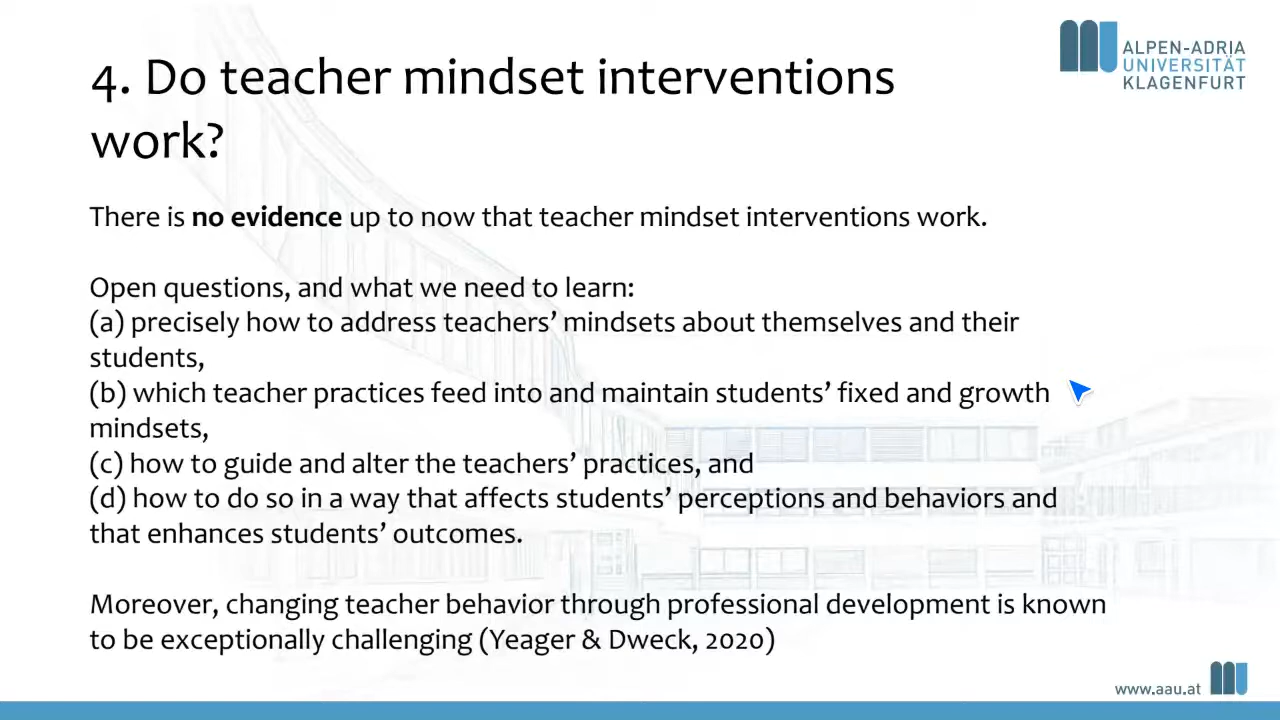 4. Do teacher mindset interventions
work?
ALPEN-ADRIA
UNIVERSITÄT
KLAGENFURT
There is no evidence up to now that teacher mindset interventions work.
Open questions, and what we need to learn:
(a) precisely how to address teachers’ mindsets about themselves and their
students,
(b) which teacher practices feed into and maintain students’ fixed and growth
mindsets,
(c) how to guide and alter the teachers’ practices, and
(d) how to do so in a way that affects students’ perceptions and behaviors and
that enhances students’ outcomes.
Moreover, changing teacher behavior through professional development is known
to be exceptionally challenging (Yeager & Dweck, 2020)
www.aau.at